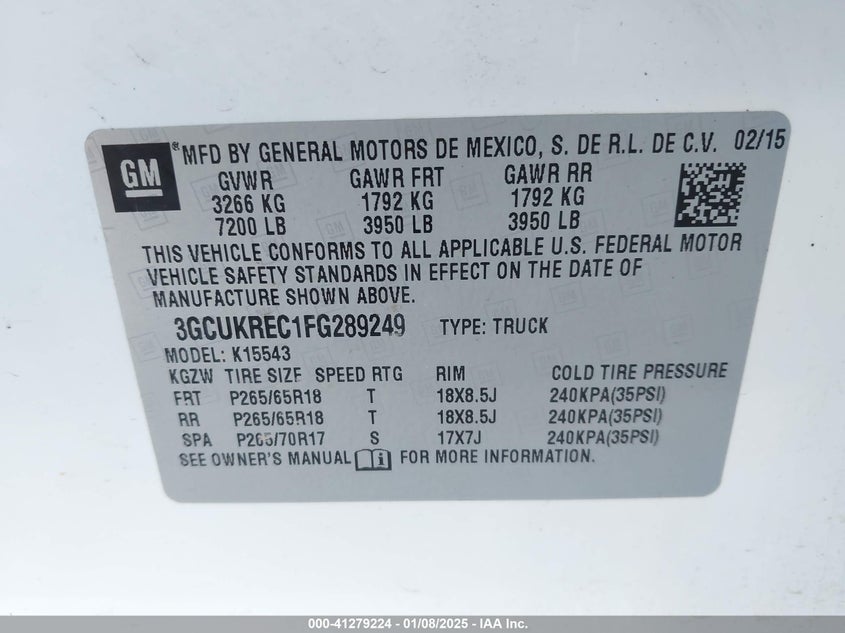 GM ® MFD BY GENERAL MOTORS DE MEXICO, S. DE R.L. DE C.V. 02/15
GVWR GAWR FRT GAWR RR
3266 KG 1792 KG 1792 KG
7200 LB 3950 LB 3950 LB
THIS VEHICLE CONFORMS TO ALL APPLICABLE U.S. FEDERAL MOTOR
VEHICLE SAFETY STANDARDS IN EFFECT ON THE DATE OF
MANUFACTURE SHOWN ABOVE.
3GCUKREC1FG289249 TYPE: TRUCK
MODEL: K15543
KGZW TIRE SIZE SPEED RTG RIM COLD TIRE PRESSURE
FRT P265/65R18 T 18X8.5J 240KPA(35PSI)
RR P265/65R18 T 18X8.5J 240KPA(35PSI)
SPA P265/70R17 S 17X7J 240KPA(35PSI)
SEE OWNER'S MANUAL i FOR MORE INFORMATION.
000-41279224 - 01/08/2025 - IAA Inc.